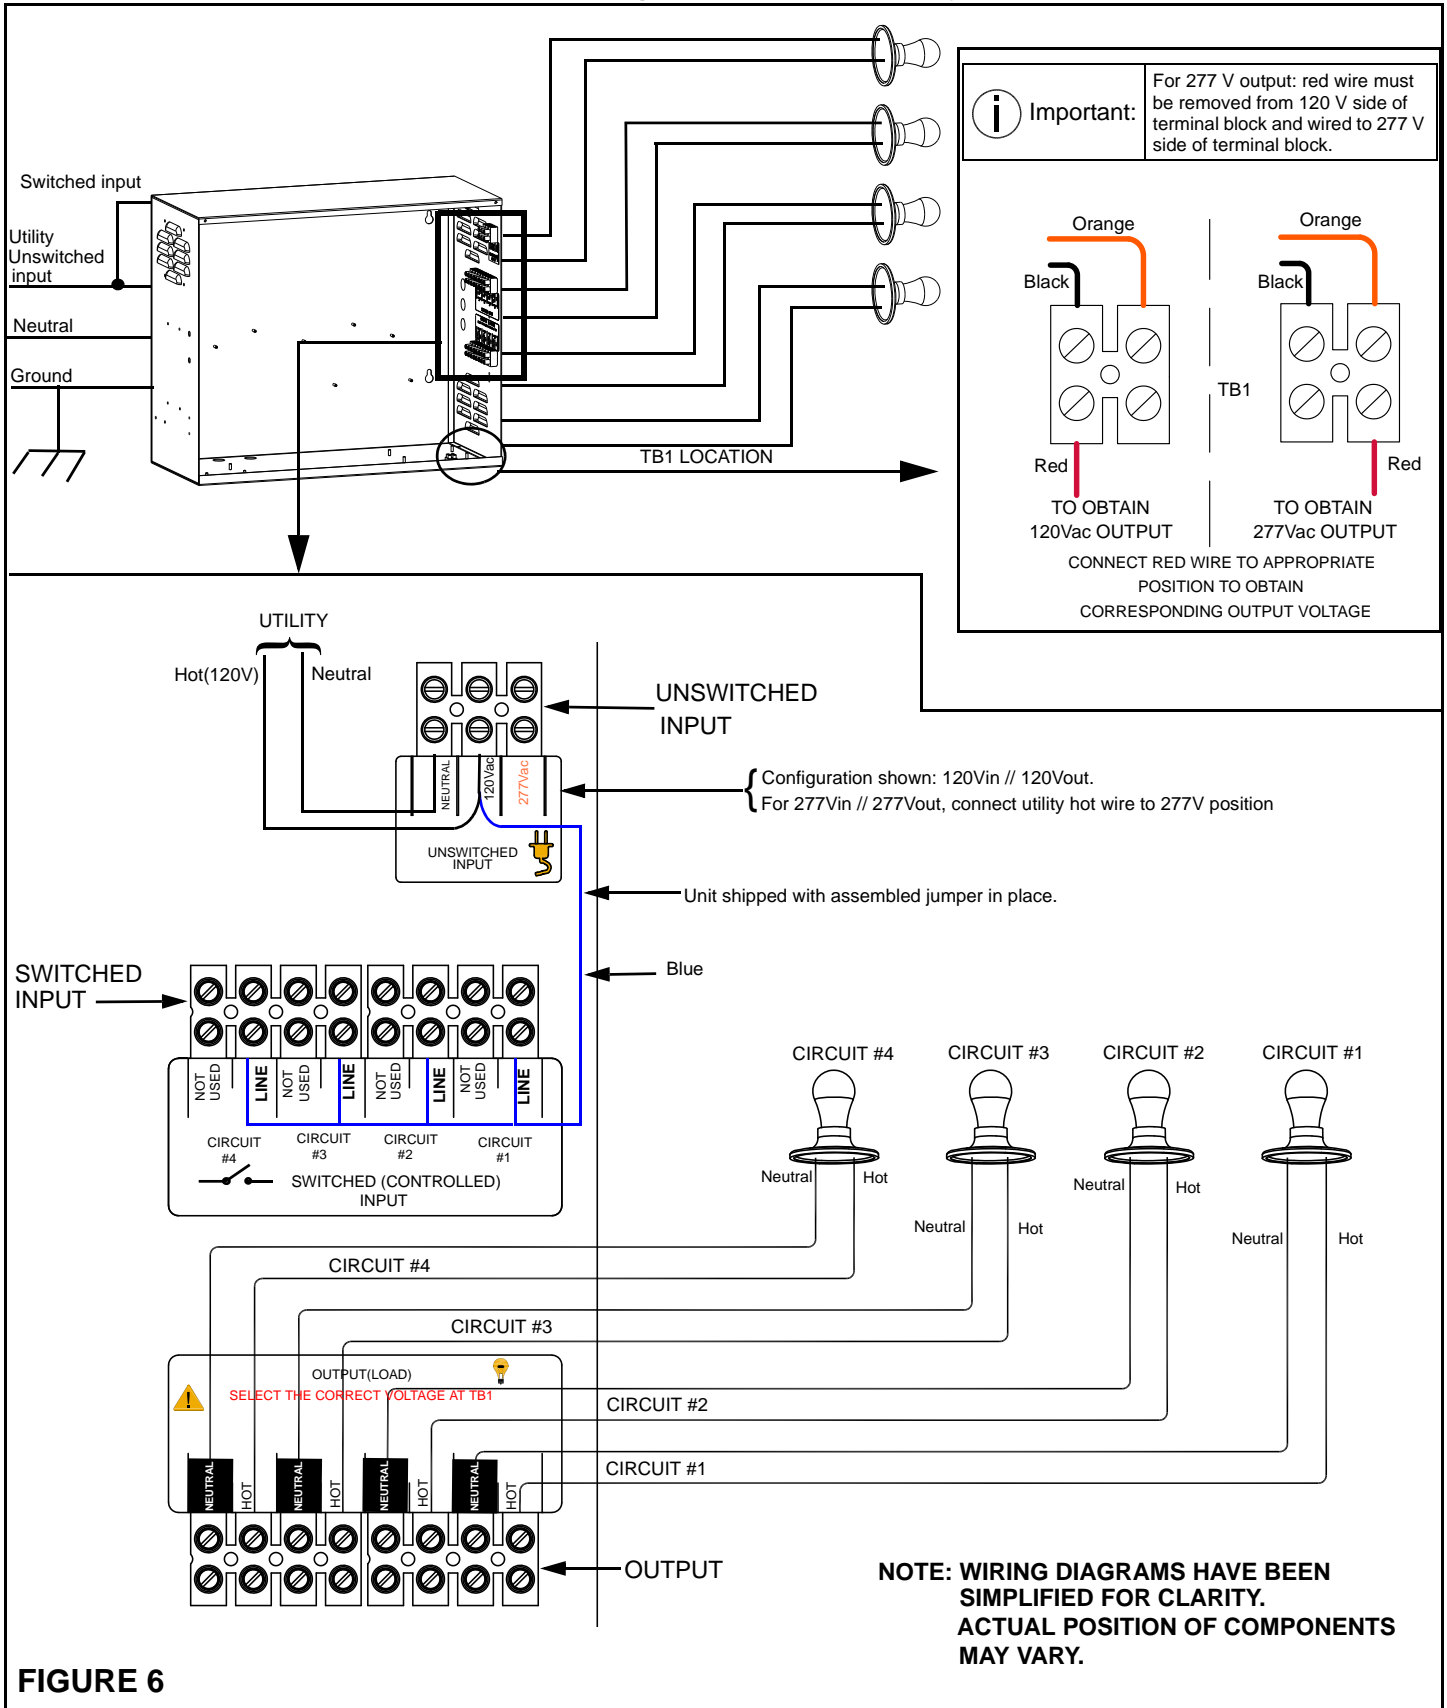 For 277 V output: red wire must
be removed from 120 V side of
terminal block and wired to 277 V
side of terminal block.
Important:
Switched input
Utility
Unswitched
input
Neutral
Ground
TB1 LOCATION
Orange
Orange
Black
Black
TB1
Red
Red
TO OBTAIN
120Vac OUTPUT
TO OBTAIN
277Vac OUTPUT
CONNECT RED WIRE TO APPROPRIATE
POSITION TO OBTAIN
CORRESPONDING OUTPUT VOLTAGE
UTILITY
Hot(120V)
Neutral
UNSWITCHED
INPUT
NEUTRAL
120Vac
277Vac
UNSWITCHED
INPUT
Configuration shown: 120Vin // 120Vout.
For 277Vin // 277Vout, connect utility hot wire to 277V position
Unit shipped with assembled jumper in place.
Blue
SWITCHED
INPUT
NOT
USED
LINE
NOT
USED
LINE
NOT
USED
LINE
NOT
USED
LINE
CIRCUIT
#4
CIRCUIT
#3
CIRCUIT
#2
CIRCUIT
#1
SWITCHED (CONTROLLED)
INPUT
CIRCUIT #4
CIRCUIT #3
CIRCUIT #2
CIRCUIT #1
Neutral
Hot
Neutral
Hot
Neutral
Hot
Neutral
Hot
CIRCUIT #4
CIRCUIT #3
CIRCUIT #2
CIRCUIT #1
OUTPUT(LOAD)
SELECT THE CORRECT VOLTAGE AT TB1
NEUTRAL
HOT
NEUTRAL
HOT
NEUTRAL
HOT
NEUTRAL
HOT
OUTPUT
NOTE: WIRING DIAGRAMS HAVE BEEN
SIMPLIFIED FOR CLARITY.
ACTUAL POSITION OF COMPONENTS
MAY VARY.
FIGURE 6